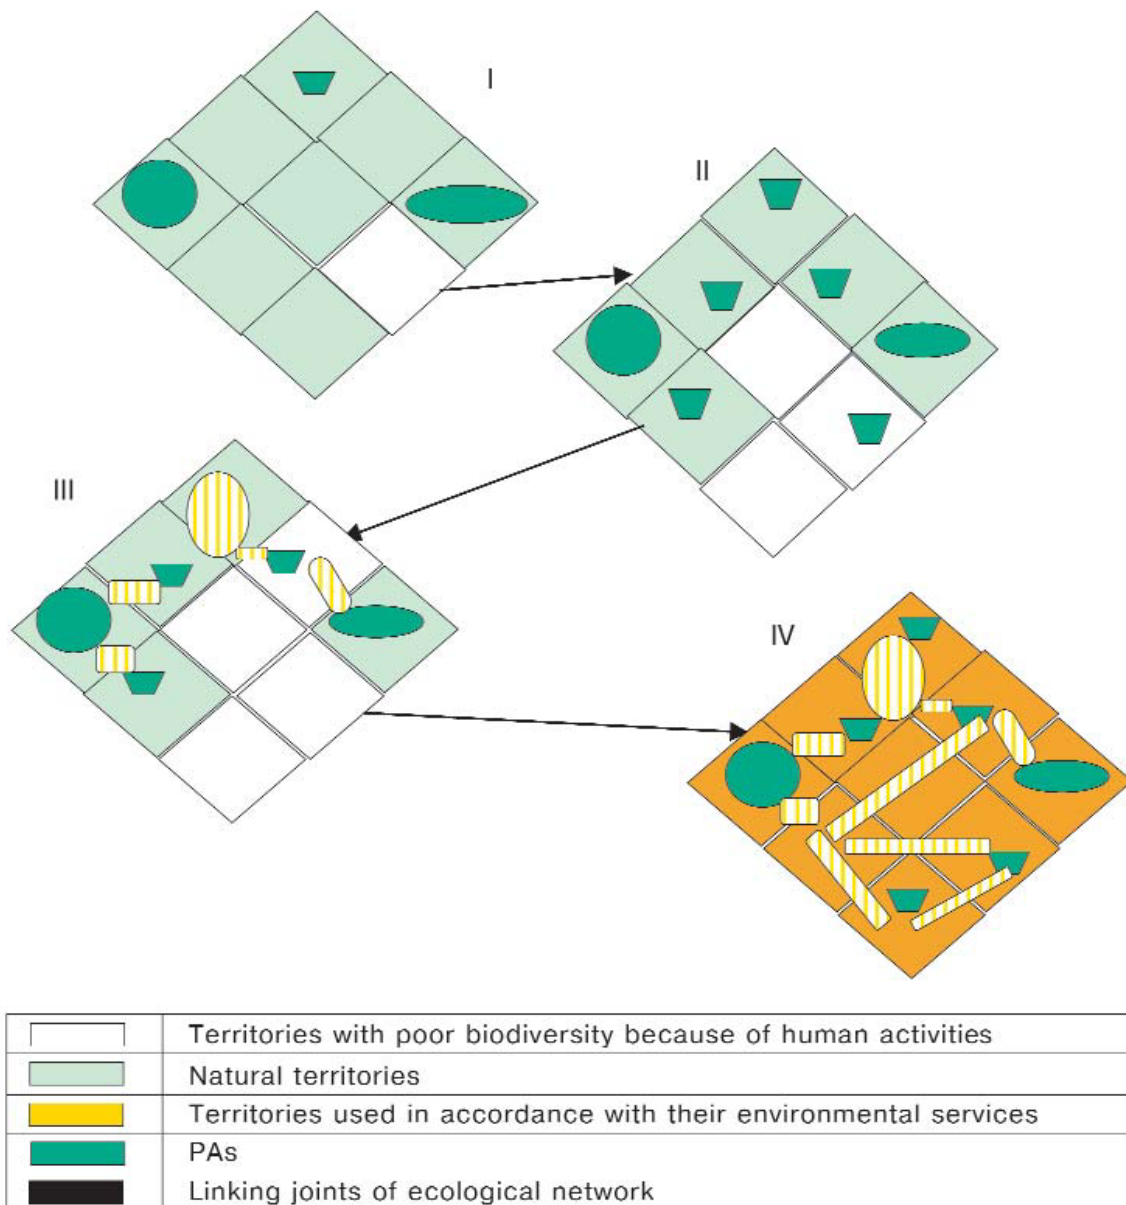 I
II
III
IV
Territories with poor biodiversity because of human activities
Natural territories
Territories used in accordance with their environmental services
PAs
Linking joints of ecological network